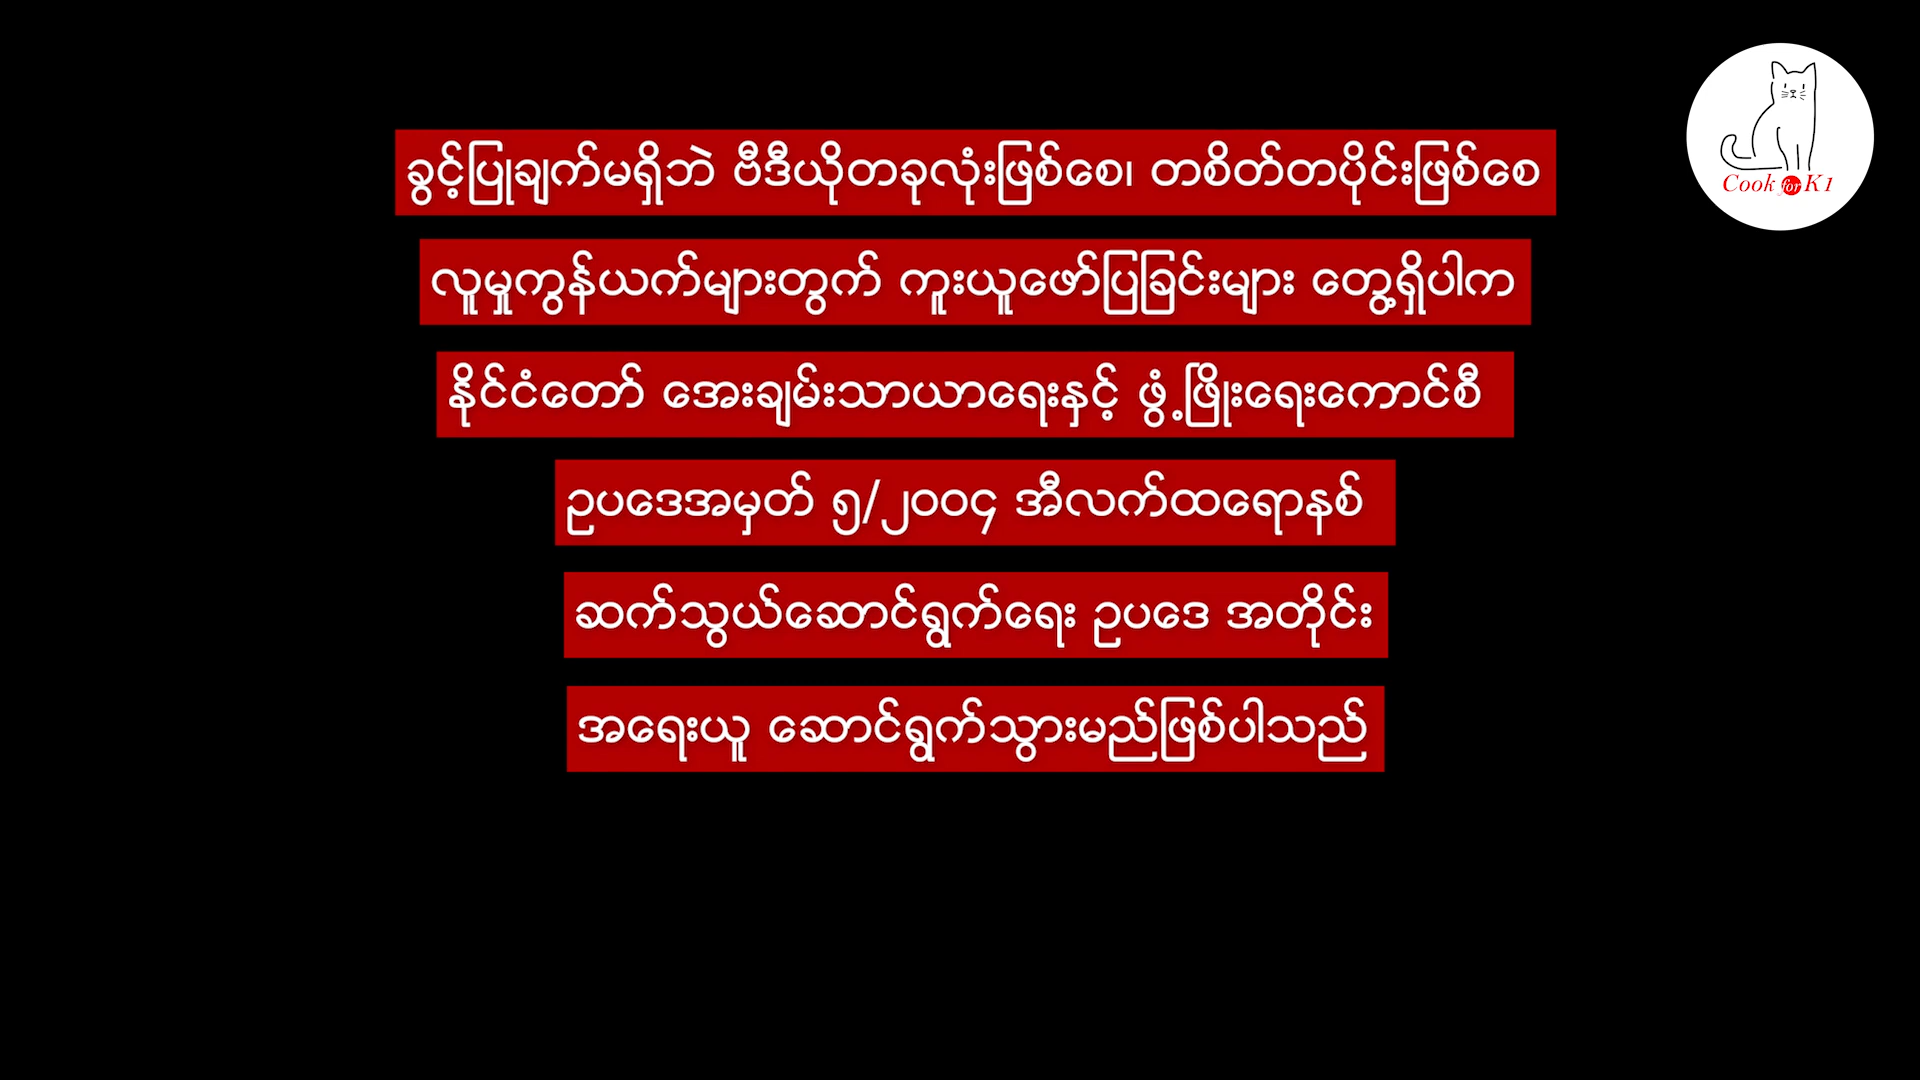 Cook for K1
ခွင့်ပြုချက်မရှိဘဲ ဗီဒီယိုတခုလုံးဖြစ်စေ၊ တစိတ်တပိုင်းဖြစ်စေ
လူမှုကွန်ယက်များတွက် ကူးယူဖော်ပြခြင်းများ တွေ့ရှိပါက
နိုင်ငံတော် အေးချမ်းသာယာရေးနှင့် ဖွံ့ဖြိုးရေးကောင်စီ
ဥပဒေအမှတ် ၅/၂၀၀၄ အီလက်ထရောနစ်
ဆက်သွယ်ဆောင်ရွက်ရေး ဥပဒေ အတိုင်း
အရေးယူ ဆောင်ရွက်သွားမည်ဖြစ်ပါသည်